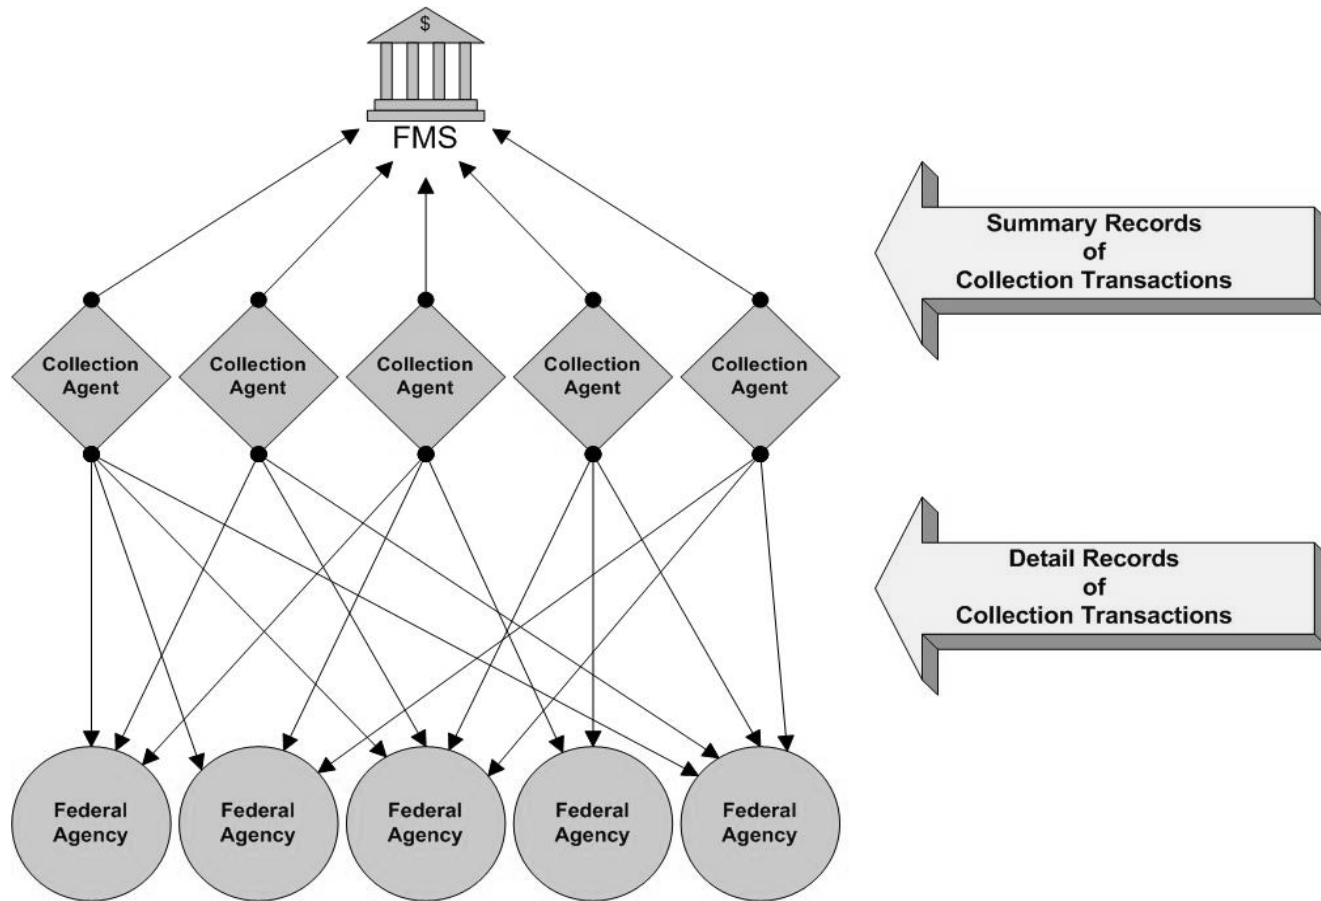 $
FMS
Summary Records
of
Collection Transactions
Collection
Agent
Collection
Agent
Collection
Agent
Collection
Agent
Collection
Agent
Detail Records
of
Collection Transactions
Federal
Agency
Federal
Agency
Federal
Agency
Federal
Agency
Federal
Agency